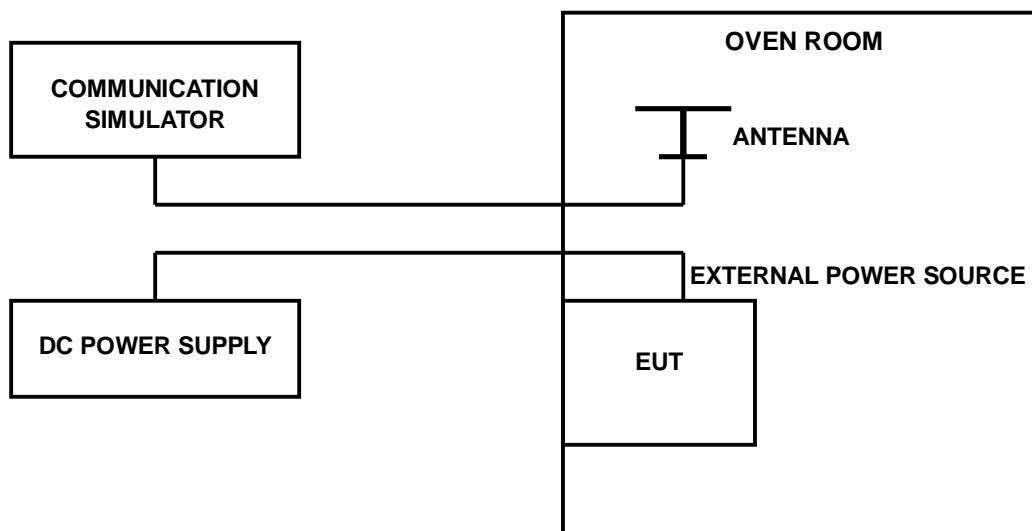 OVEN ROOM
COMMUNICATION
SIMULATOR
ANTENNA
EXTERNAL POWER SOURCE
DC POWER SUPPLY
EUT